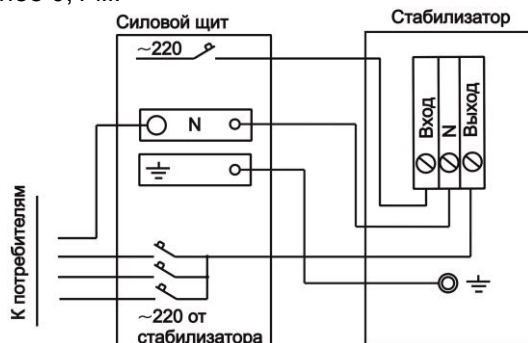 Силовой щит
Стабилизатор
~220
N
Вход
N
Выход
К потребителям
~220 от
стабилизатора